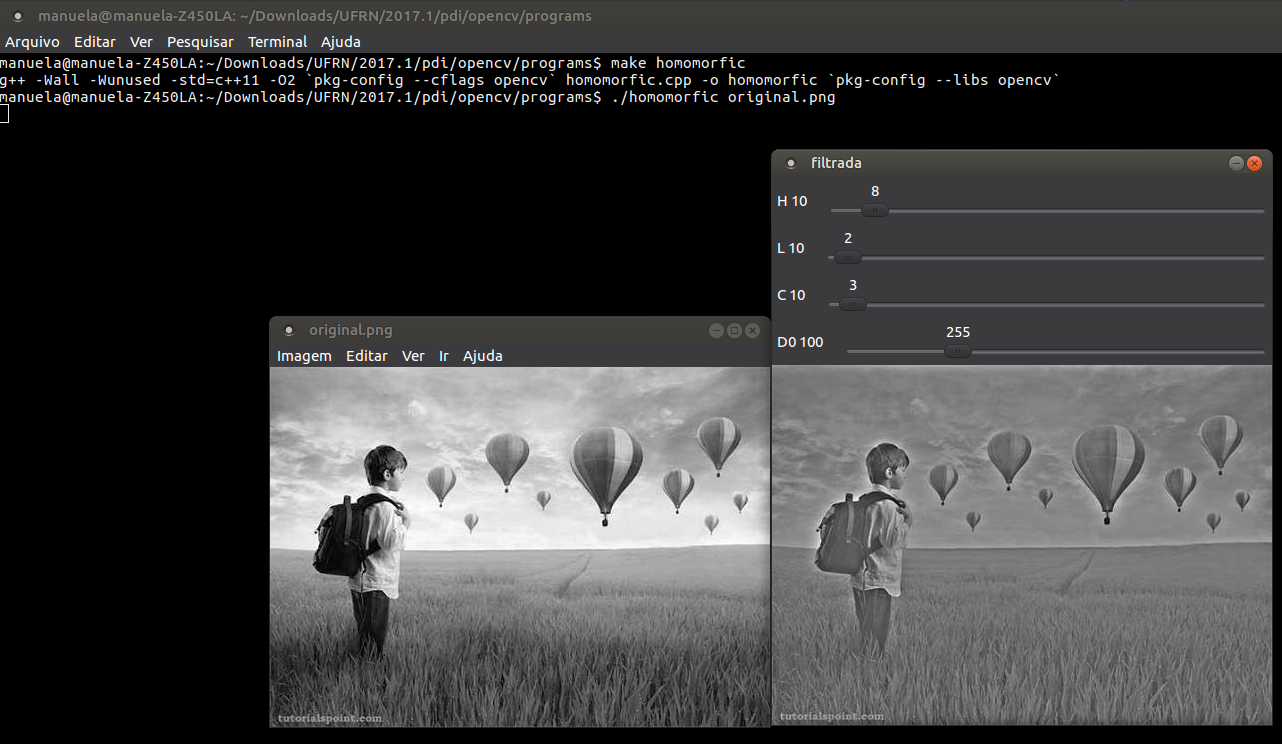 manuela@manuela-Z450LA: ~/Downloads/UFRN/2017.1/pdi/opencv/programs
Arquivo Editar Ver Pesquisar Terminal Ajuda
manuela@manuela-Z450LA:~/Downloads/UFRN/2017.1/pdi/opencv/programs$ make homomorfic
g++ -Wall -Wunused -std=c++11 -O2 `pkg-config --cflags opencv` homomorfic.cpp -o homomorfic `pkg-config --libs opencv`
manuela@manuela-Z450LA:~/Downloads/UFRN/2017.1/pdi/opencv/programs$ ./homomorfic original.png
filtrada
8
H 10
2
L 10
3
C 10
255
D0 100
original.png
Imagem Editar Ver Ir Ajuda
tutorialspoint.com
tutorialspoint.com